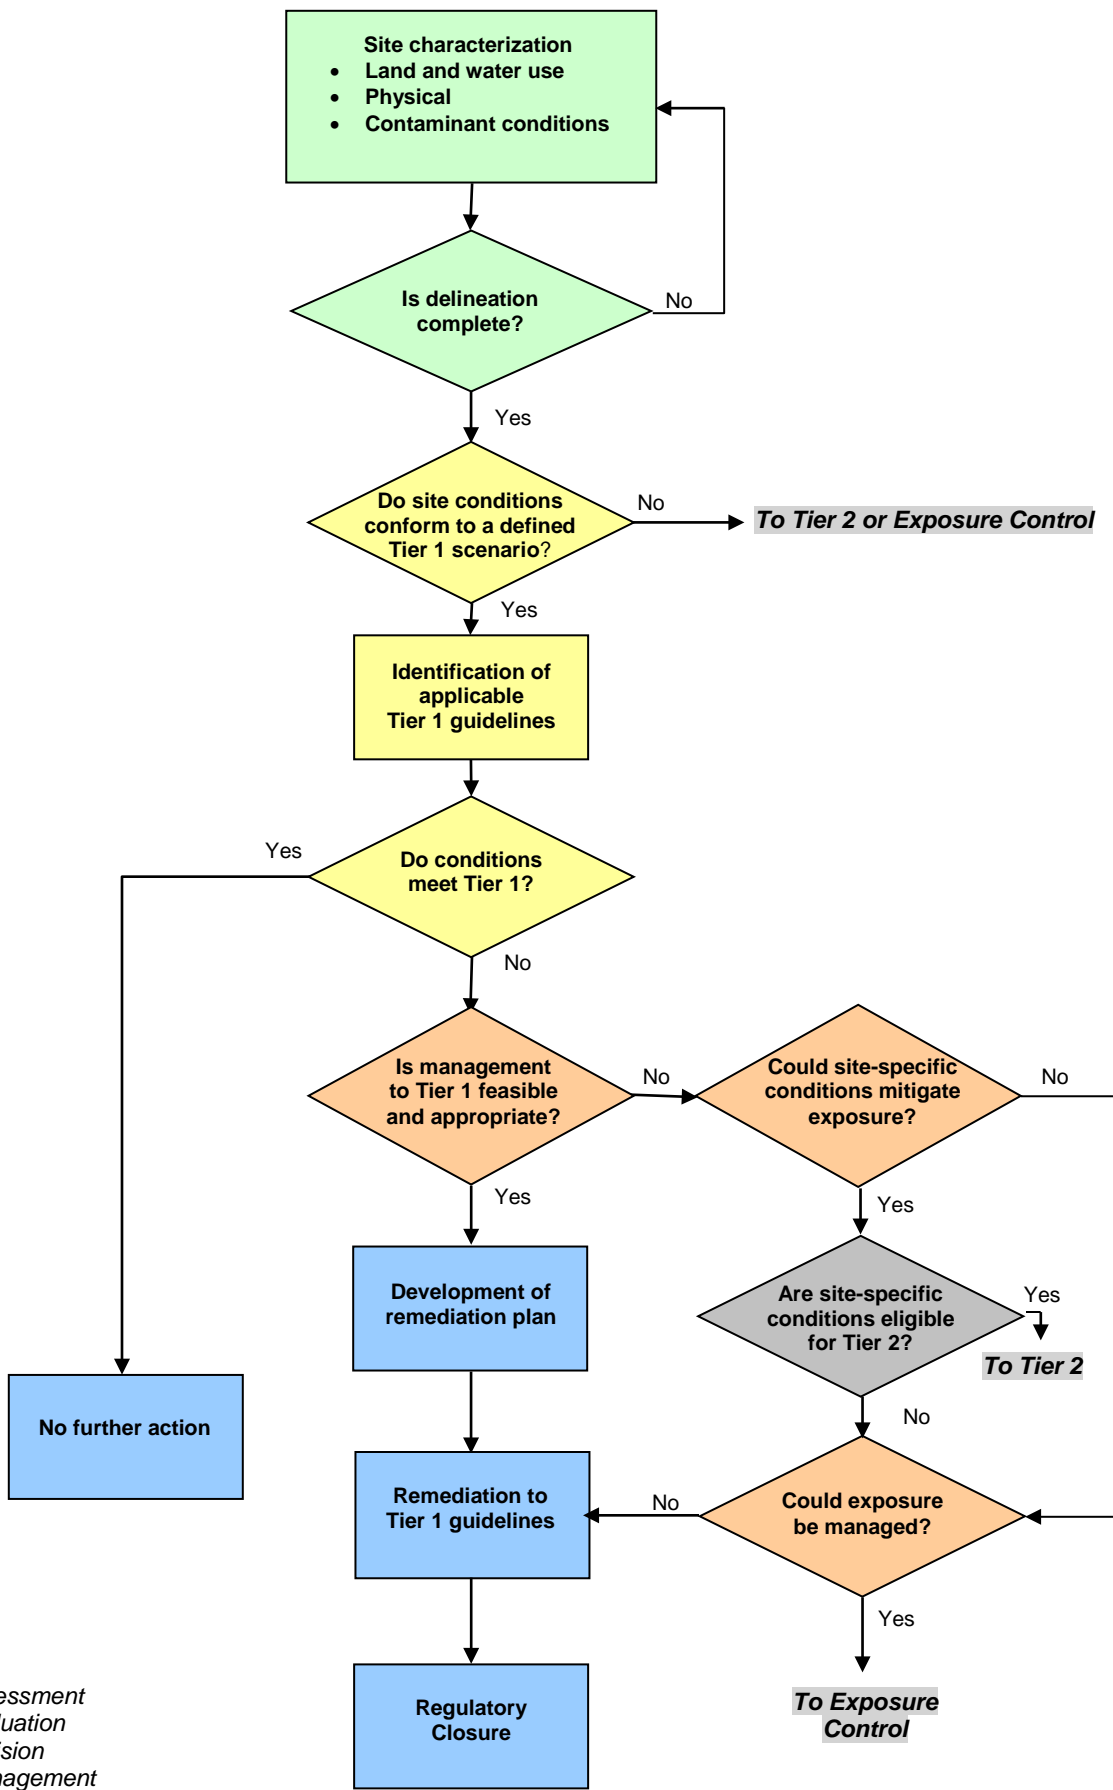 Site characterization
• Land and water use
• Physical
• Contaminant conditions
Is delineation
complete?
No
Yes
Do site conditions
conform to a defined
Tier 1 scenario?
No
To Tier 2 or Exposure Control
Yes
Identification of
applicable
Tier 1 guidelines
Yes
Do conditions
meet Tier 1?
No
Is management
to Tier 1 feasible
and appropriate?
No
Could site-specific
conditions mitigate
exposure?
No
Yes
Yes
Development of
remediation plan
Are site-specific
conditions eligible
for Tier 2?
Yes
To Tier 2
No further action
No
Remediation to
Tier 1 guidelines
No
Could exposure
be managed?
Yes
Regulatory
Closure
To Exposure
Control